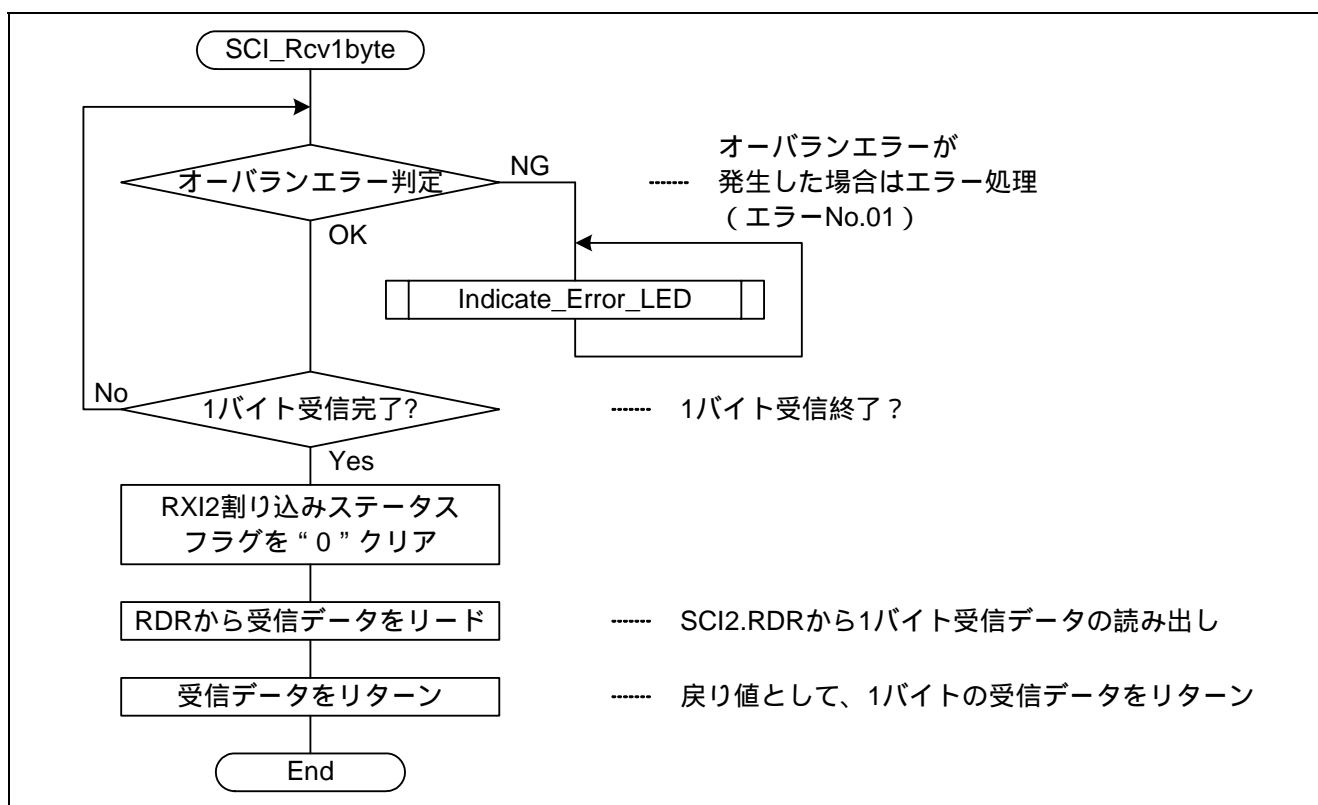 SCI_Rcv1byte
オーバランエラー判定
NG
オーバランエラーが
発生した場合はエラー処理
（エラーNo.01）
OK
Indicate_Error_LED
No
1バイト受信完了?
1バイト受信終了？
Yes
RXI2割り込みステータス
フラグを“0”クリア
RDRから受信データをリード
SCI2.RDRから1バイト受信データの読み出し
受信データをリターン
戻り値として、1バイトの受信データをリターン
End